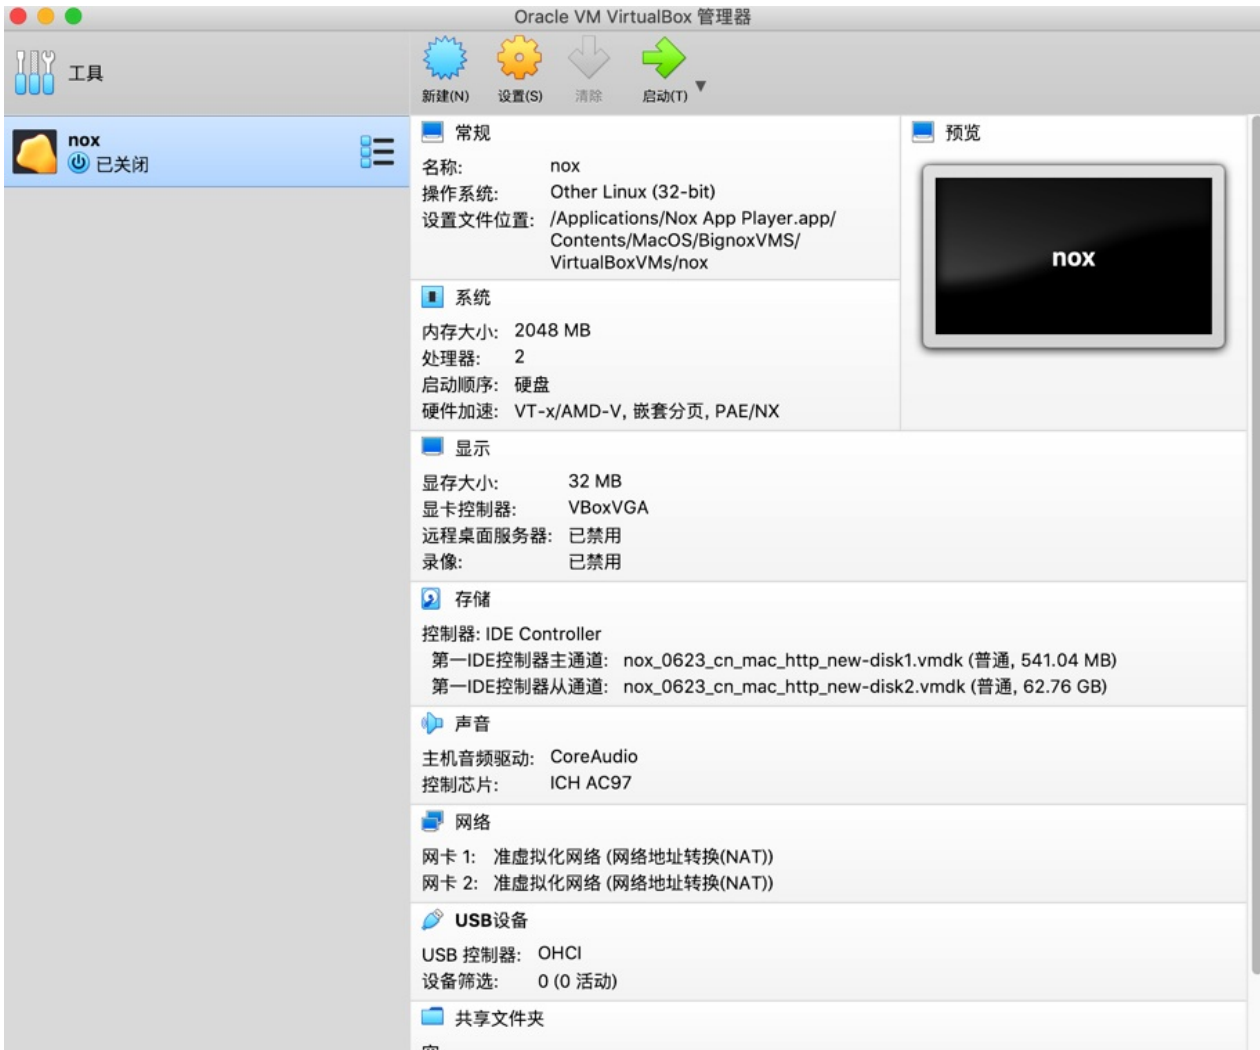 Oracle VM VirtualBox 管理器
工具
新建(N)
设置(S)
清除
启动(T)
nox
已关闭
常规
名称: nox
操作系统: Other Linux (32-bit)
设置文件位置: /Applications/Nox App Player.app/
Contents/MacOS/BignoxVMS/
VirtualBoxVMs/nox
预览
nox
系统
内存大小: 2048 MB
处理器: 2
启动顺序: 硬盘
硬件加速: VT-x/AMD-V, 嵌套分页, PAE/NX
显示
显存大小: 32 MB
显卡控制器: VBoxVGA
远程桌面服务器: 已禁用
录像: 已禁用
存储
控制器: IDE Controller
第一IDE控制器主通道: nox_0623_cn_mac_http_new-disk1.vmdk (普通, 541.04 MB)
第一IDE控制器从通道: nox_0623_cn_mac_http_new-disk2.vmdk (普通, 62.76 GB)
声音
主机音频驱动: CoreAudio
控制芯片: ICH AC97
网络
网卡 1: 准虚拟化网络 (网络地址转换(NAT))
网卡 2: 准虚拟化网络 (网络地址转换(NAT))
USB设备
USB 控制器: OHCI
设备筛选: 0 (0 活动)
共享文件夹